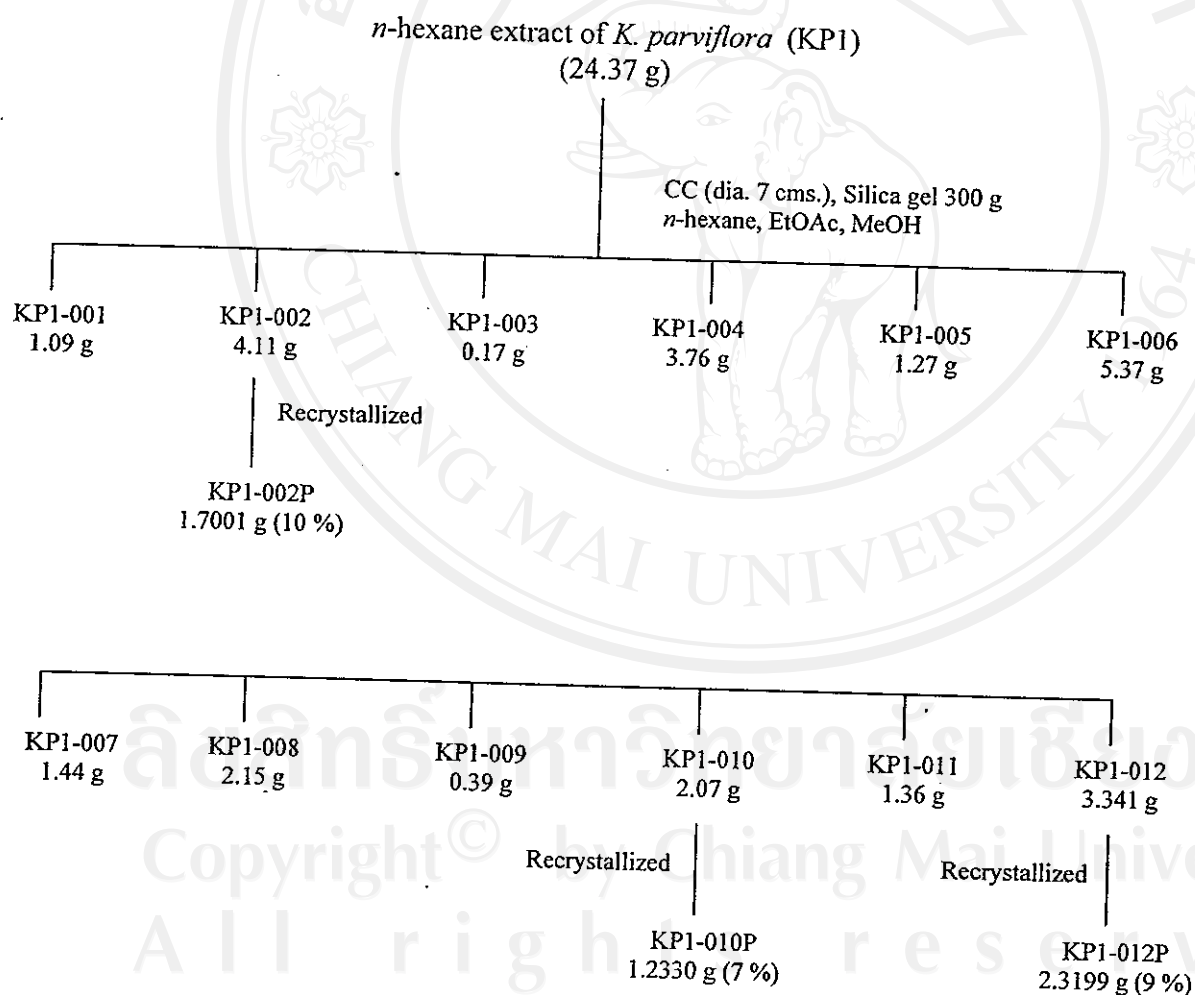 n-hexane extract of K. parviflora (KP1)
(24.37 g)
CC (dia. 7 cms.), Silica gel 300 g
n-hexane, EtOAc, MeOH
KP1-001
1.09 g
KP1-002
4.11 g
KP1-003
0.17 g
KP1-004
3.76 g
KP1-005
1.27 g
KP1-006
5.37 g
Recrystallized
KP1-002P
1.7001 g (10 %)
CHIANG MAI UNIVERSITY 1964
KP1-007
1.44 g
KP1-008
2.15 g
KP1-009
0.39 g
KP1-010
2.07 g
KP1-011
1.36 g
KP1-012
3.341 g
Recrystallized
KP1-010P
1.2330 g (7 %)
Recrystallized
KP1-012P
2.3199 g (9 %)
Copyright© by Chiang Mai
All rights